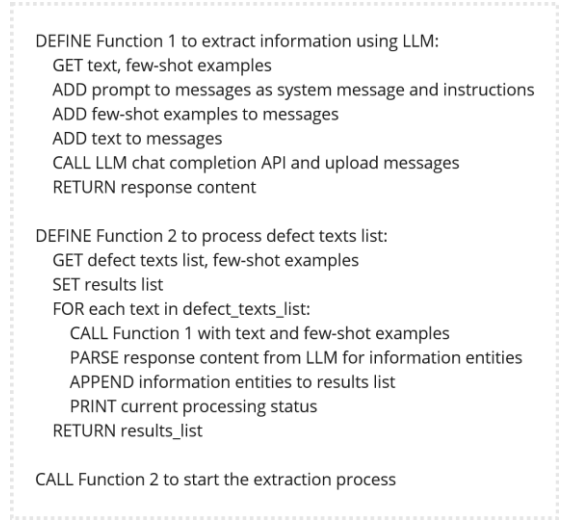 DEFINE Function 1 to extract information using LLM:
GET text, few-shot examples
ADD prompt to messages as system message and instructions
ADD few-shot examples to messages
ADD text to messages
CALL LLM chat completion API and upload messages
RETURN response content
DEFINE Function 2 to process defect texts list:
GET defect texts list, few-shot examples
SET results list
FOR each text in defect_texts_list:
CALL Function 1 with text and few-shot examples
PARSE response content from LLM for information entities
APPEND information entities to results list
PRINT current processing status
RETURN results_list
CALL Function 2 to start the extraction process